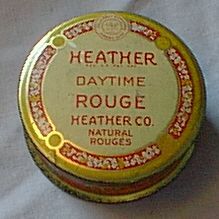 HEATHER
DAYTIME
ROUGE
HEATHER CO.
NATURAL
ROUGES